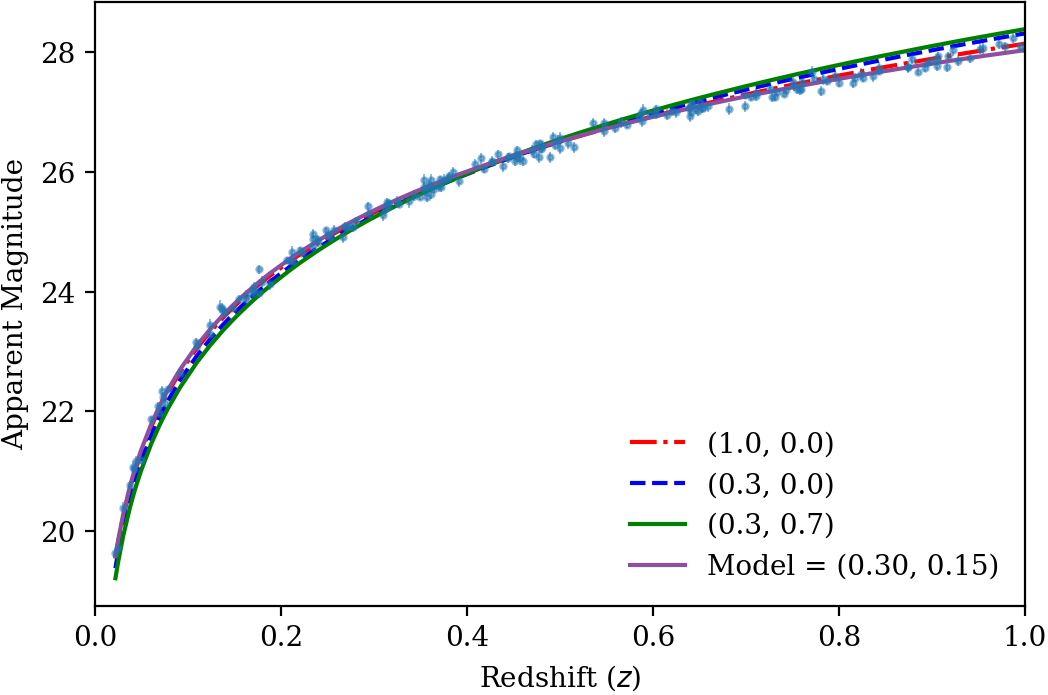 28
26
24
22
20
Apparent Magnitude
(1.0, 0.0)
(0.3, 0.0)
(0.3, 0.7)
Model = (0.30, 0.15)
0.0 0.2 0.4 0.6 0.8 1.0
Redshift (z)